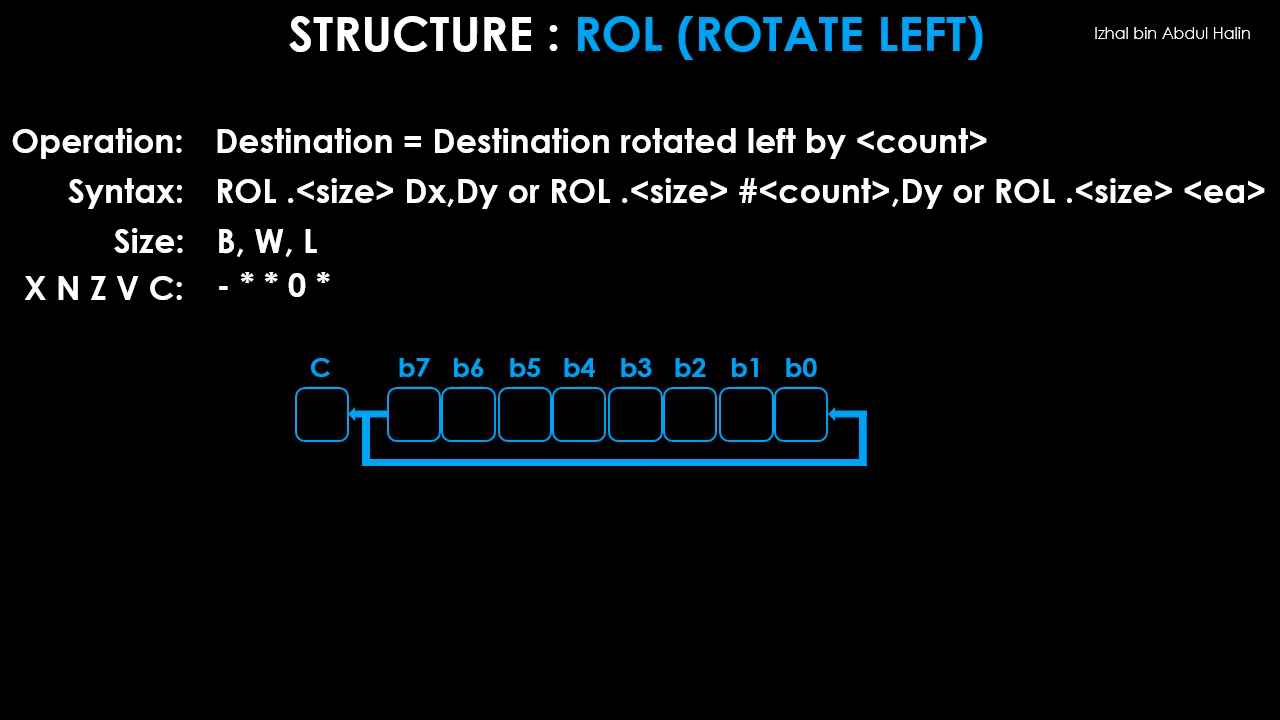 STRUCTURE : ROL (ROTATE LEFT)
Izhal bin Abdul Halin
Operation: Destination = Destination rotated left by <count>
Syntax: ROL .<size> Dx,Dy or ROL .<size> #<count>,Dy or ROL .<size> <ea>
Size: B, W, L
X N Z V C: - * * 0 *
C b7 b6 b5 b4 b3 b2 b1 b0